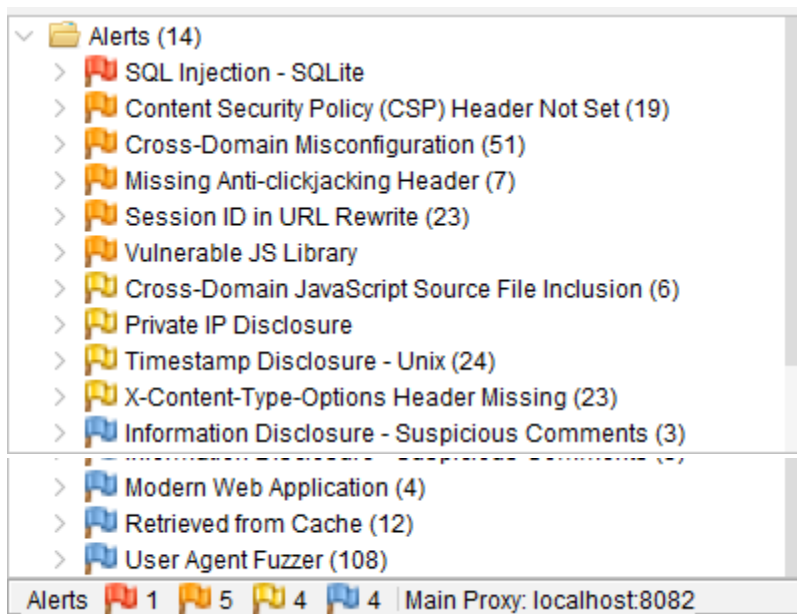 Alerts (14)
SQL Injection - SQLite
Content Security Policy (CSP) Header Not Set (19)
Cross-Domain Misconfiguration (51)
Missing Anti-clickjacking Header (7)
Session ID in URL Rewrite (23)
Vulnerable JS Library
Cross-Domain JavaScript Source File Inclusion (6)
Private IP Disclosure
Timestamp Disclosure - Unix (24)
X-Content-Type-Options Header Missing (23)
Information Disclosure - Suspicious Comments (3)
Modern Web Application (4)
Retrieved from Cache (12)
User Agent Fuzzer (108)
Alerts 1 5 4 4 Main Proxy: localhost:8082